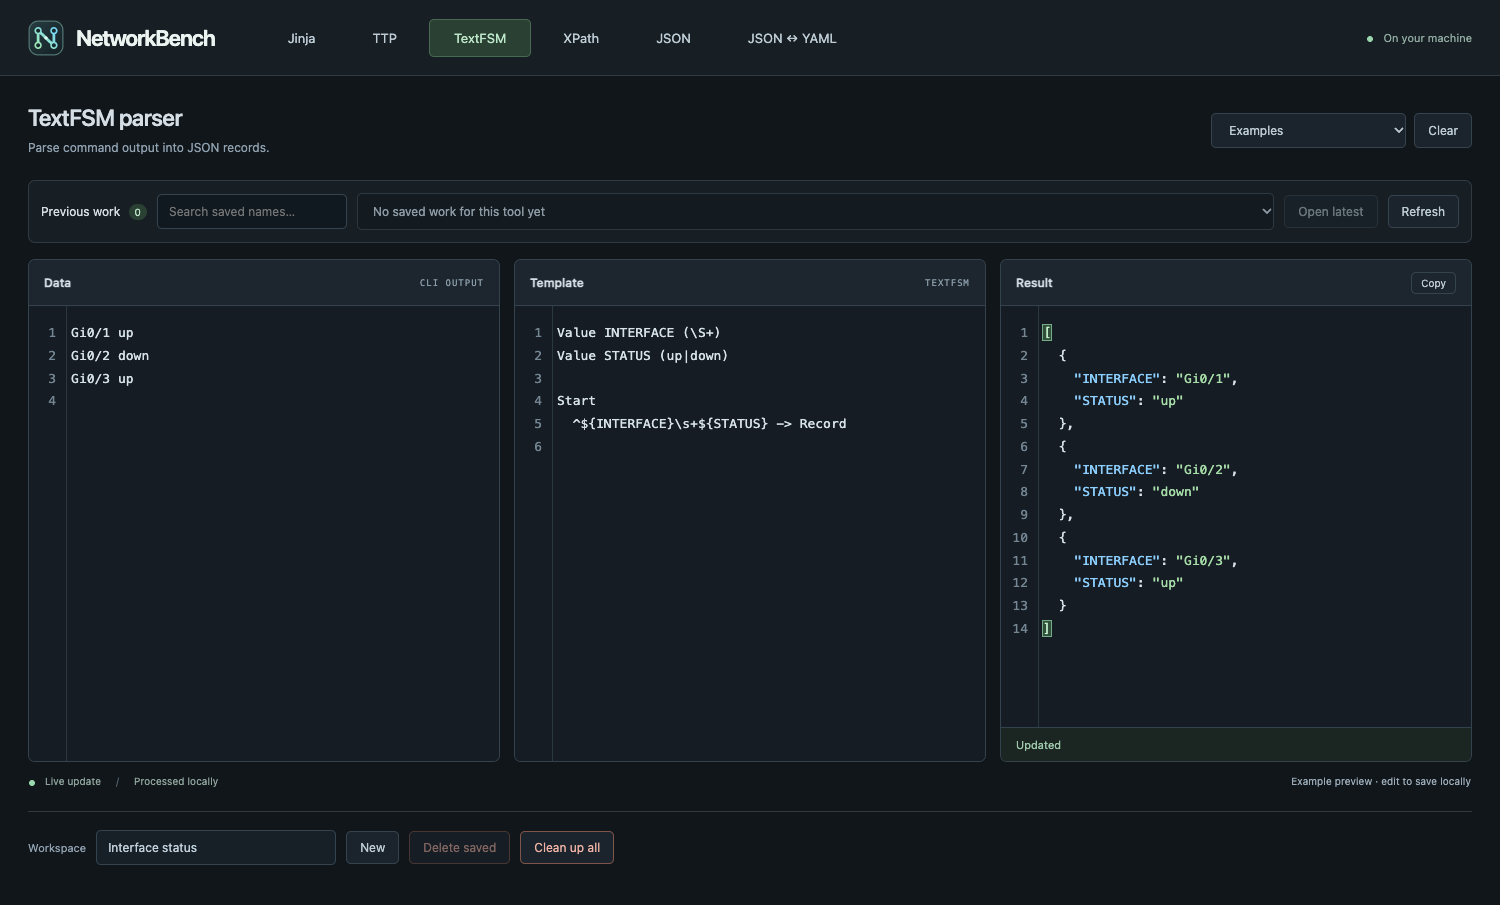 NetworkBench
Jinja
TTP
TextFSM
XPath
JSON
JSON ↔ YAML
On your machine
TextFSM parser
Parse command output into JSON records.
Examples
Clear
Previous work 0
Search saved names...
No saved work for this tool yet
Open latest
Refresh
Data
CLI OUTPUT
1 Gi0/1 up
2 Gi0/2 down
3 Gi0/3 up
4
Template
TEXTFSM
1 Value INTERFACE (\S+)
2 Value STATUS (up|down)
3
4 Start
5   ^${INTERFACE}\s+${STATUS} -> Record
6
Result
Copy
1 [
2   {
3     "INTERFACE": "Gi0/1",
4     "STATUS": "up"
5   },
6   {
7     "INTERFACE": "Gi0/2",
8     "STATUS": "down"
9   },
10   {
11     "INTERFACE": "Gi0/3",
12     "STATUS": "up"
13   }
14 ]
Updated
Live update / Processed locally
Example preview · edit to save locally
Workspace
Interface status
New
Delete saved
Clean up all